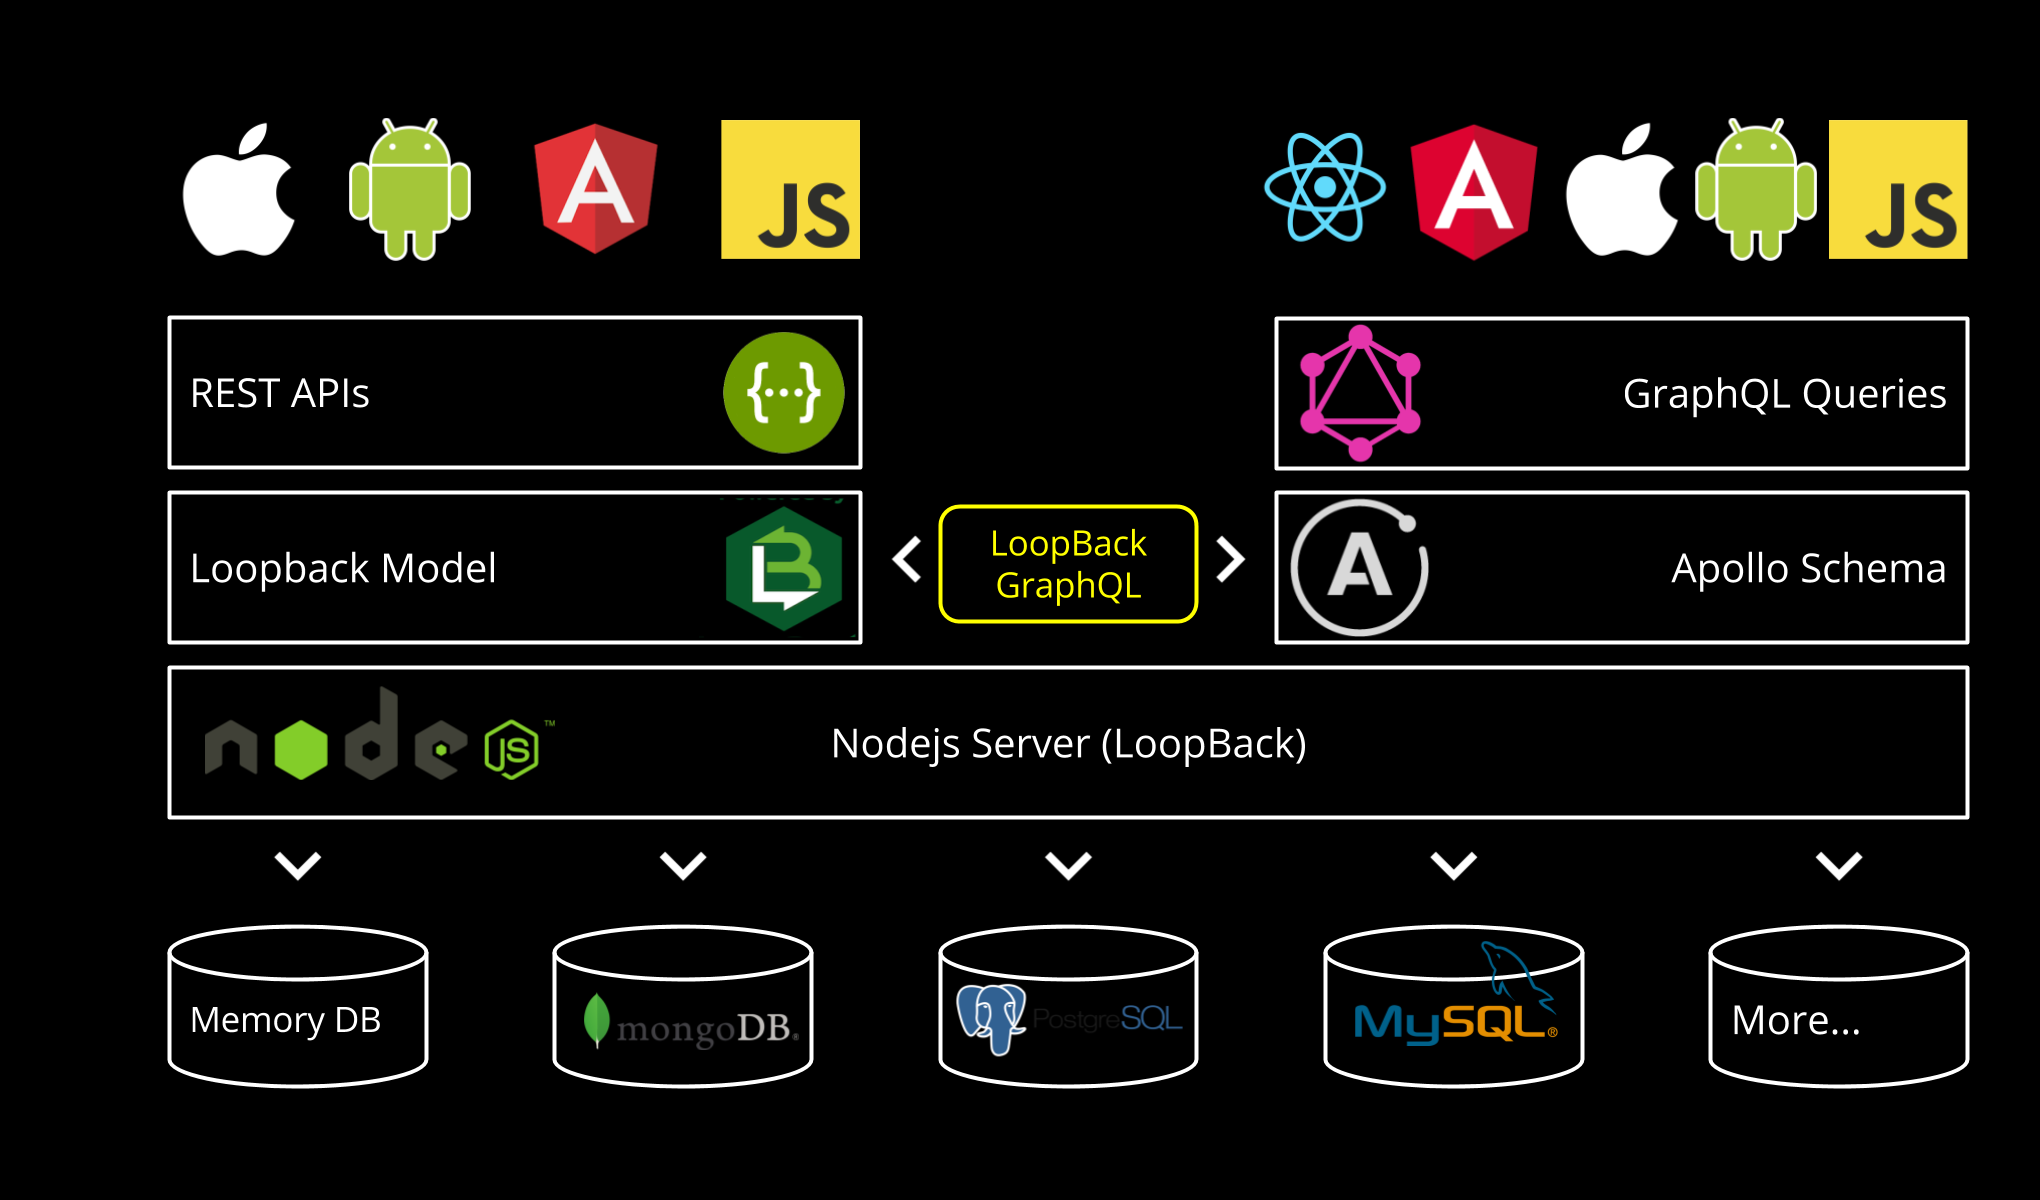 JS
JS
REST APIs
{···}
GraphQL Queries
Loopback Model
LoopBack
GraphQL
Apollo Schema
node JS ™
Nodejs Server (LoopBack)
Memory DB
mongoDB®
PostgreSQL
MySQL®
More...